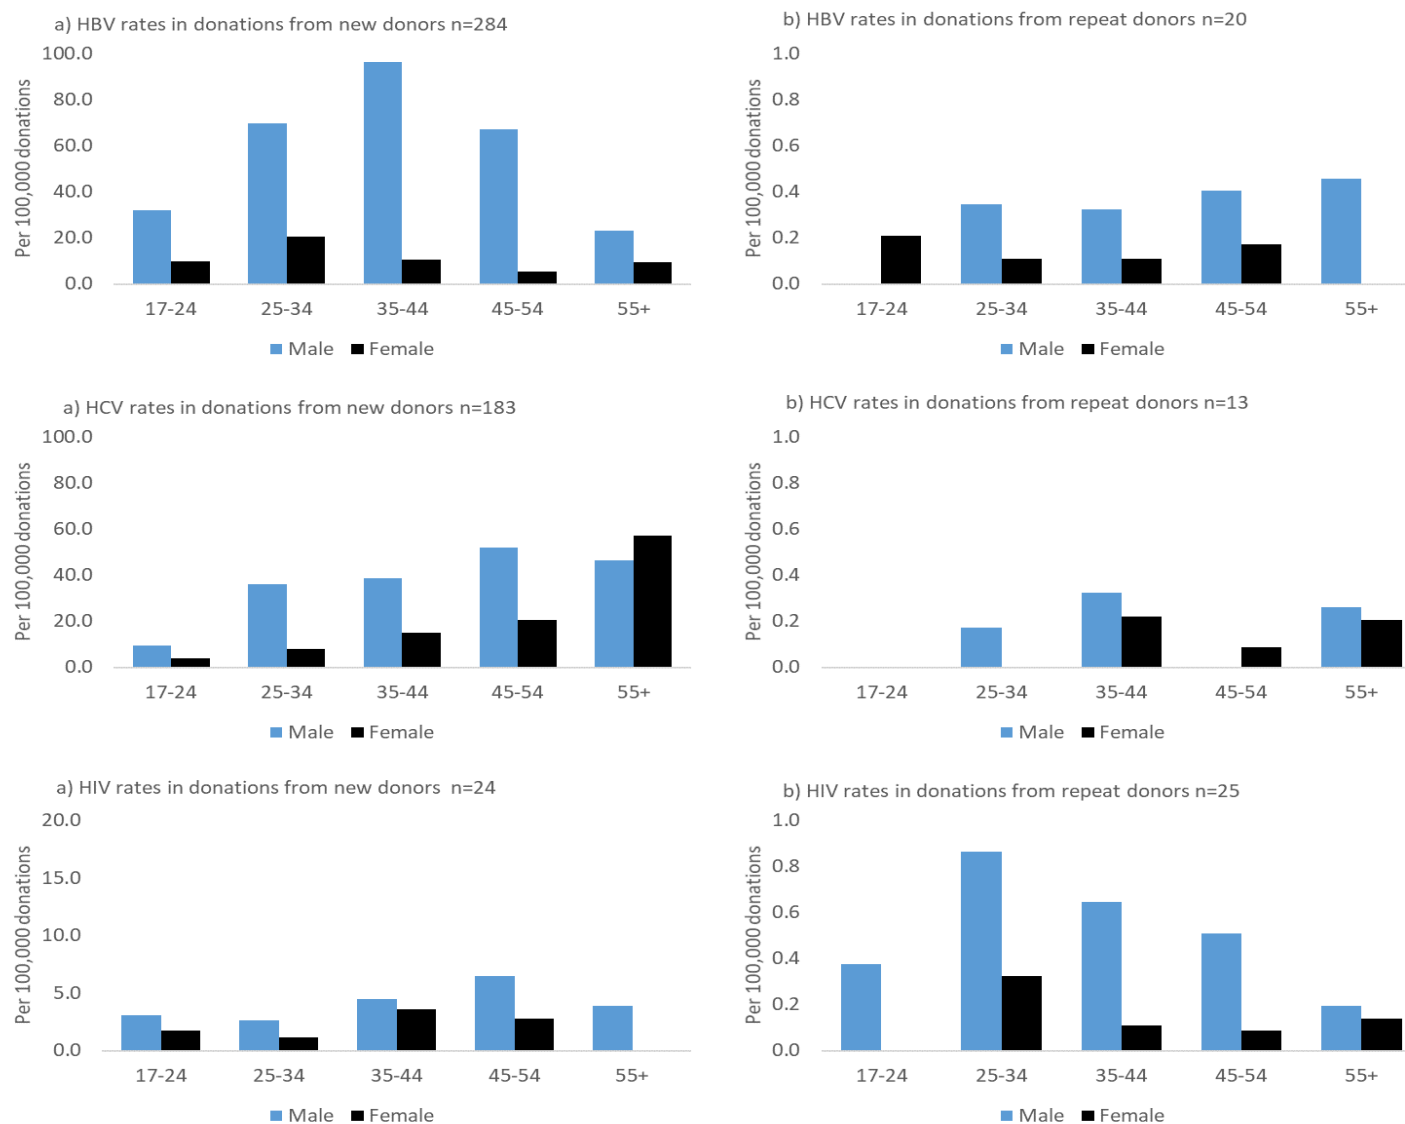 a) HBV rates in donations from new donors n=284
Per 100,000 donations
100.0
80.0
60.0
40.0
20.0
0.0
17-24 25-34 35-44 45-54 55+
Male Female
b) HBV rates in donations from repeat donors n=20
Per 100,000 donations
1.0
0.8
0.6
0.4
0.2
0.0
17-24 25-34 35-44 45-54 55+
Male Female
a) HCV rates in donations from new donors n=183
Per 100,000 donations
100.0
80.0
60.0
40.0
20.0
0.0
17-24 25-34 35-44 45-54 55+
Male Female
b) HCV rates in donations from repeat donors n=13
Per 100,000 donations
1.0
0.8
0.6
0.4
0.2
0.0
17-24 25-34 35-44 45-54 55+
Male Female
a) HIV rates in donations from new donors n=24
Per 100,000 donations
20.0
15.0
10.0
5.0
0.0
17-24 25-34 35-44 45-54 55+
Male Female
b) HIV rates in donations from repeat donors n=25
Per 100,000 donations
1.0
0.8
0.6
0.4
0.2
0.0
17-24 25-34 35-44 45-54 55+
Male Female